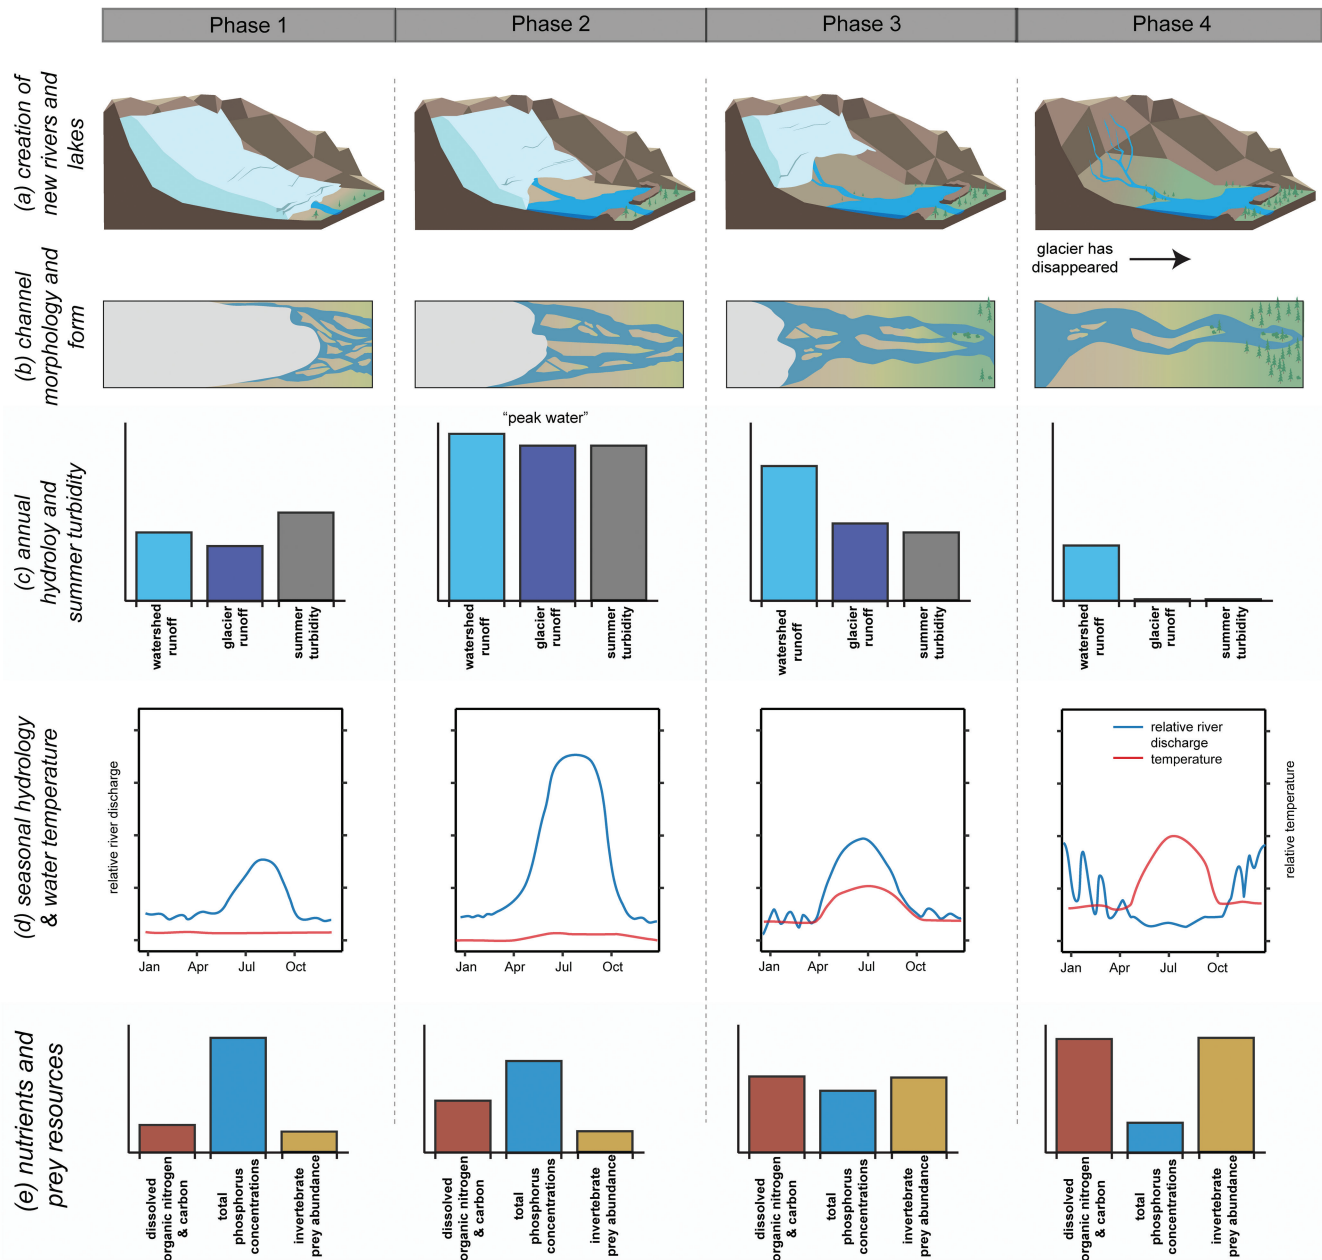 Phase 1
Phase 2
Phase 3
Phase 4
(a) creation of
new rivers and
lakes
glacier has
disappeared
(b) channel
morphology and
form
(c) annual
hydroloy and
summer turbidity
"peak water"
watershed
runoff
glacier
runoff
summer
turbidity
watershed
runoff
glacier
runoff
summer
turbidity
watershed
runoff
glacier
runoff
summer
turbidity
watershed
runoff
glacier
runoff
summer
turbidity
(d) seasonal hydrology
& water temperature
relative river discharge
Jan
Apr
Jul
Oct
Jan
Apr
Jul
Oct
Jan
Apr
Jul
Oct
relative river
discharge
temperature
Jan
Apr
Jul
Oct
relative temperature
(e) nutrients and
prey resources
dissolved
organic nitrogen
& carbon
total
phosphorus
concentrations
invertebrate
prey abundance
dissolved
organic nitrogen
& carbon
total
phosphorus
concentrations
invertebrate
prey abundance
dissolved
organic nitrogen
& carbon
total
phosphorus
concentrations
invertebrate
prey abundance
dissolved
organic nitrogen
& carbon
total
phosphorus
concentrations
invertebrate
prey abundance